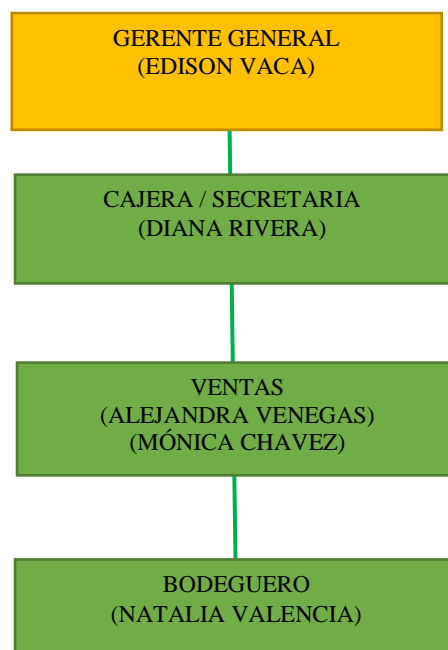 GERENTE GENERAL
(EDISON VACA)
CAJERA / SECRETARIA
(DIANA RIVERA)
VENTAS
(ALEJANDRA VENEGAS)
(MÓNICA CHAVEZ)
BODEGUERO
(NATALIA VALENCIA)